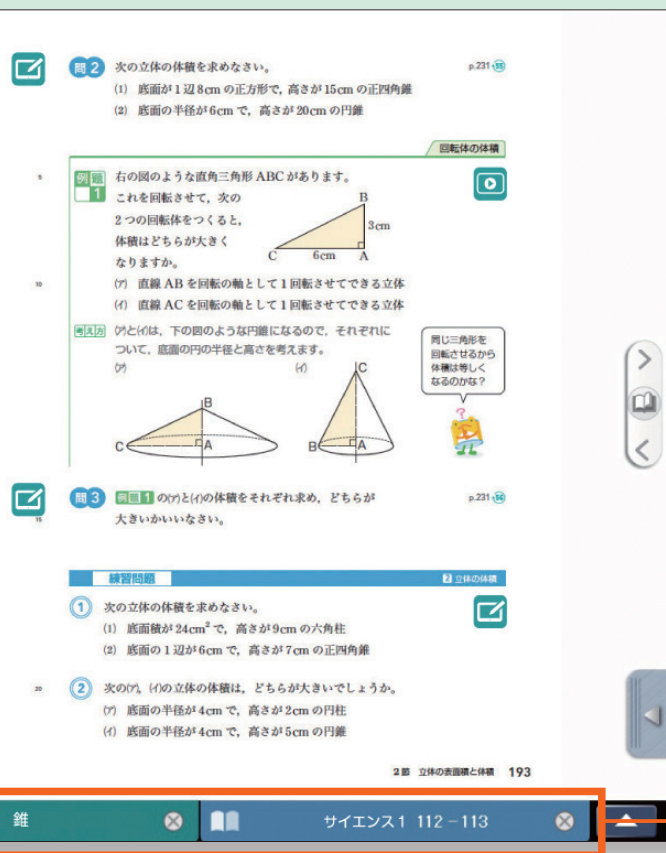 問2 次の立体の体積を求めなさい。 p.231 55
(1) 底面が1辺8cmの正方形で，高さが15cmの正四角錐
(2) 底面の半径が6cmで，高さが20cmの円錐
回転体の体積
5 例題1 右の図のような直角三角形ABCがあります。
これを回転させて，次の
2つの回転体をつくると，
体積はどちらが大きく
なりますか。
B
3cm
C 6cm A
10 (ア) 直線ABを回転の軸として1回転させてできる立体
(イ) 直線ACを回転の軸として1回転させてできる立体
考え方 (ア)と(イ)は，下の図のような円錐になるので，それぞれに
ついて，底面の円の半径と高さを考えます。
(ア) (イ)
B
C A
C
B A
同じ三角形を
回転させるから
体積は等しく
なるのかな？
?
問3 例題1の(ア)と(イ)の体積をそれぞれ求め，どちらが p.231 56
15 大きいかいいなさい。
練習問題 2 立体の体積
1 次の立体の体積を求めなさい。
(1) 底面積が24cm²で，高さが9cmの六角柱
(2) 底面の1辺が6cmで，高さが7cmの正四角錐
20 2 次の(ア)，(イ)の立体の体積は，どちらが大きいでしょうか。
(ア) 底面の半径が4cmで，高さが2cmの円柱
(イ) 底面の半径が4cmで，高さが5cmの円錐
2節 立体の表面積と体積 193
錐 サイエンス1 112－113